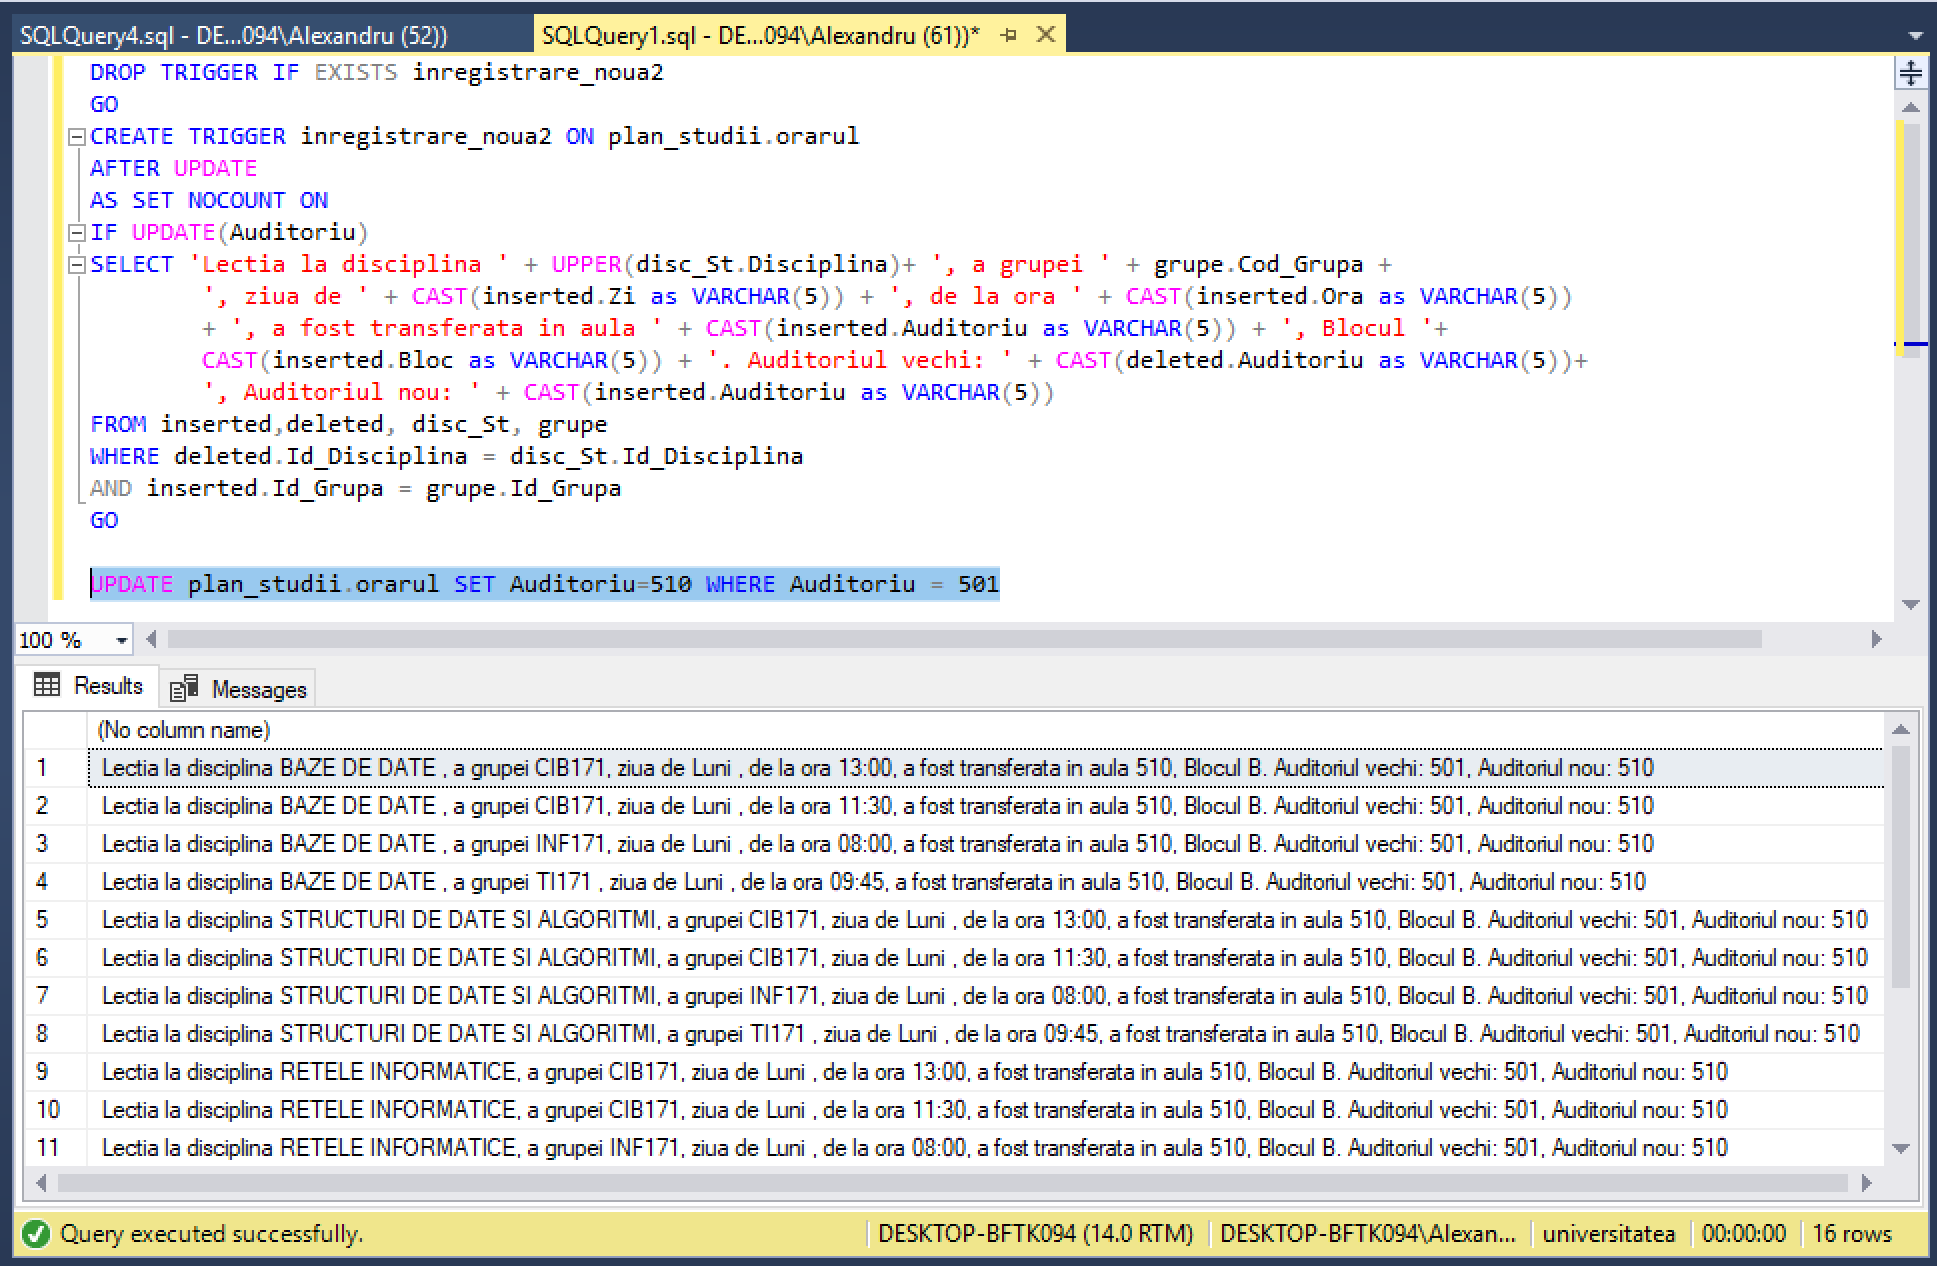 SQLQuery4.sql - DE...094\Alexandru (52))
SQLQuery1.sql - DE...094\Alexandru (61))*
DROP TRIGGER IF EXISTS inregistrare_noua2
GO
CREATE TRIGGER inregistrare_noua2 ON plan_studii.orarul
AFTER UPDATE
AS SET NOCOUNT ON
IF UPDATE(Auditoriu)
SELECT 'Lectia la disciplina ' + UPPER(disc_St.Disciplina)+ ', a grupei ' + grupe.Cod_Grupa +
', ziua de ' + CAST(inserted.Zi as VARCHAR(5)) + ', de la ora ' + CAST(inserted.Ora as VARCHAR(5))
+ ', a fost transferata in aula ' + CAST(inserted.Auditoriu as VARCHAR(5)) + ', Blocul '+
CAST(inserted.Bloc as VARCHAR(5)) + '. Auditoriul vechi: ' + CAST(deleted.Auditoriu as VARCHAR(5))+
', Auditoriul nou: ' + CAST(inserted.Auditoriu as VARCHAR(5))
FROM inserted,deleted, disc_St, grupe
WHERE deleted.Id_Disciplina = disc_St.Id_Disciplina
AND inserted.Id_Grupa = grupe.Id_Grupa
GO
UPDATE plan_studii.orarul SET Auditoriu=510 WHERE Auditoriu = 501
100 %
Results
Messages
(No column name)
1 Lectia la disciplina BAZE DE DATE , a grupei CIB171, ziua de Luni , de la ora 13:00, a fost transferata in aula 510, Blocul B. Auditoriul vechi: 501, Auditoriul nou: 510
2 Lectia la disciplina BAZE DE DATE , a grupei CIB171, ziua de Luni , de la ora 11:30, a fost transferata in aula 510, Blocul B. Auditoriul vechi: 501, Auditoriul nou: 510
3 Lectia la disciplina BAZE DE DATE , a grupei INF171, ziua de Luni , de la ora 08:00, a fost transferata in aula 510, Blocul B. Auditoriul vechi: 501, Auditoriul nou: 510
4 Lectia la disciplina BAZE DE DATE , a grupei TI171 , ziua de Luni , de la ora 09:45, a fost transferata in aula 510, Blocul B. Auditoriul vechi: 501, Auditoriul nou: 510
5 Lectia la disciplina STRUCTURI DE DATE SI ALGORITMI, a grupei CIB171, ziua de Luni , de la ora 13:00, a fost transferata in aula 510, Blocul B. Auditoriul vechi: 501, Auditoriul nou: 510
6 Lectia la disciplina STRUCTURI DE DATE SI ALGORITMI, a grupei CIB171, ziua de Luni , de la ora 11:30, a fost transferata in aula 510, Blocul B. Auditoriul vechi: 501, Auditoriul nou: 510
7 Lectia la disciplina STRUCTURI DE DATE SI ALGORITMI, a grupei INF171, ziua de Luni , de la ora 08:00, a fost transferata in aula 510, Blocul B. Auditoriul vechi: 501, Auditoriul nou: 510
8 Lectia la disciplina STRUCTURI DE DATE SI ALGORITMI, a grupei TI171 , ziua de Luni , de la ora 09:45, a fost transferata in aula 510, Blocul B. Auditoriul vechi: 501, Auditoriul nou: 510
9 Lectia la disciplina RETELE INFORMATICE, a grupei CIB171, ziua de Luni , de la ora 13:00, a fost transferata in aula 510, Blocul B. Auditoriul vechi: 501, Auditoriul nou: 510
10 Lectia la disciplina RETELE INFORMATICE, a grupei CIB171, ziua de Luni , de la ora 11:30, a fost transferata in aula 510, Blocul B. Auditoriul vechi: 501, Auditoriul nou: 510
11 Lectia la disciplina RETELE INFORMATICE, a grupei INF171, ziua de Luni , de la ora 08:00, a fost transferata in aula 510, Blocul B. Auditoriul vechi: 501, Auditoriul nou: 510
Query executed successfully.
DESKTOP-BFTK094 (14.0 RTM)
DESKTOP-BFTK094\Alexan...
universitatea
00:00:00
16 rows